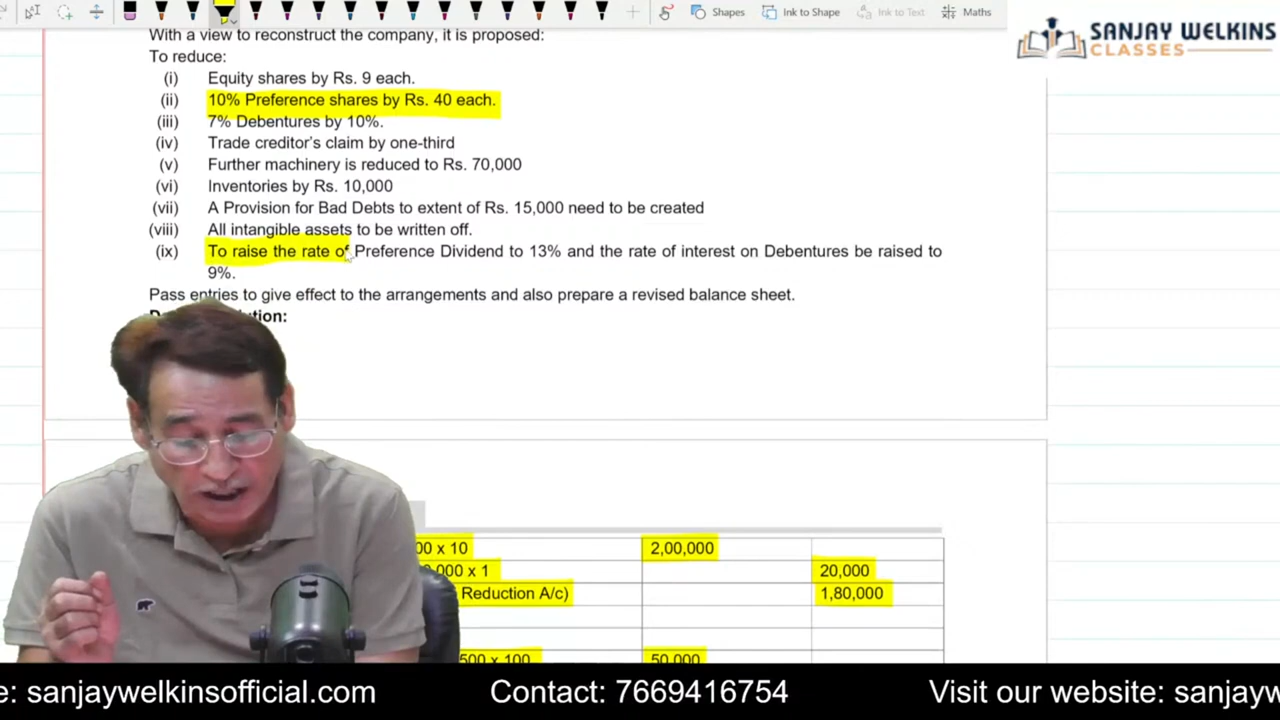 Shapes
Ink to Shape
Ink to Text
Maths
SANJAY WELKINS
CLASSES
With a view to reconstruct the company, it is proposed:
To reduce:
(i) Equity shares by Rs. 9 each.
(ii) 10% Preference shares by Rs. 40 each.
(iii) 7% Debentures by 10%.
(iv) Trade creditor's claim by one-third
(v) Further machinery is reduced to Rs. 70,000
(vi) Inventories by Rs. 10,000
(vii) A Provision for Bad Debts to extent of Rs. 15,000 need to be created
(viii) All intangible assets to be written off.
(ix) To raise the rate of Preference Dividend to 13% and the rate of interest on Debentures be raised to
9%.
Pass entries to give effect to the arrangements and also prepare a revised balance sheet.
00 x 10 2,00,000
000 x 1 20,000
Reduction A/c) 1,80,000
500 x 100 50,000
e: sanjaywelkinsofficial.com Contact: 7669416754 Visit our website: sanjayw